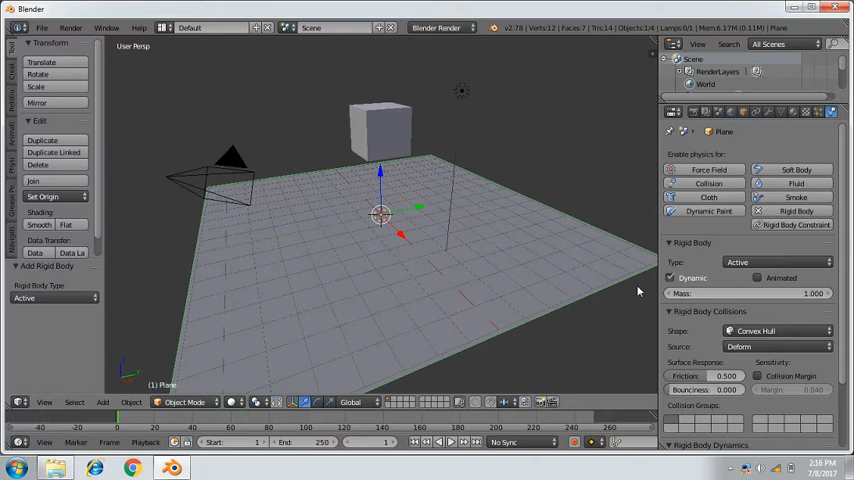 Blender
File Render Window Help Default Scene Blender Render v2.78 | Verts:12 | Faces:7 | Tris:14 | Objects:1/4 | Lamps:0/1 | Mem:6.17M (0.11M) | Plane
Transform
Translate
Rotate
Scale
Mirror
Edit
Duplicate
Duplicate Linked
Delete
Join
Set Origin
Shading:
Smooth Flat
Data Transfer:
Data Data La
Add Rigid Body
Rigid Body Type:
Active
User Persp
(1) Plane
View Select Add Object Object Mode Global
View Search All Scenes
Scene
RenderLayers
World
Plane
Enable physics for:
Force Field Soft Body
Collision Fluid
Cloth Smoke
Dynamic Paint Rigid Body
Rigid Body Constraint
Rigid Body
Type: Active
Dynamic Animated
Mass: 1.000
Rigid Body Collisions
Shape: Convex Hull
Source: Deform
Surface Response: Sensitivity:
Friction: 0.500 Collision Margin
Bounciness: 0.000 Margin: 0.040
Collision Groups:
Rigid Body Dynamics
-40 -20 0 20 40 60 80 100 120 140 160 180 200 220 240 260
View Marker Frame Playback Start: 1 End: 250 1 No Sync
2:16 PM
7/8/2017